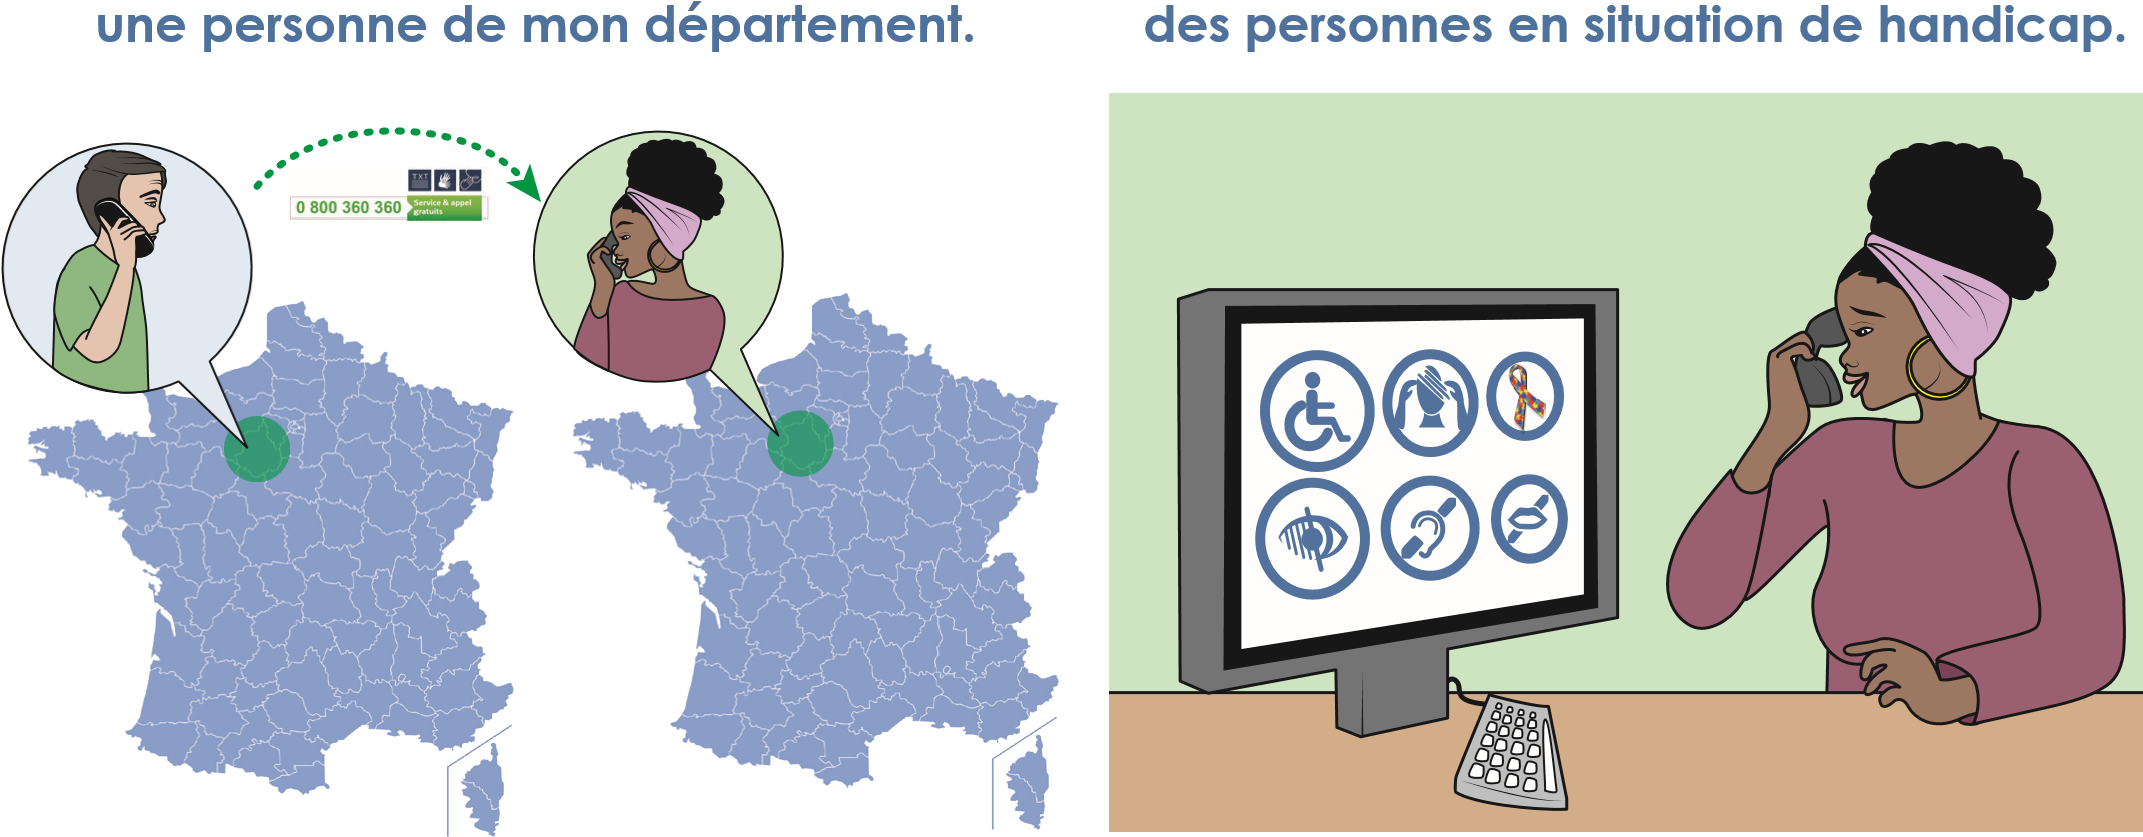 une personne de mon département.
des personnes en situation de handicap.
TXT
0 800 360 360
Service & appel
gratuits